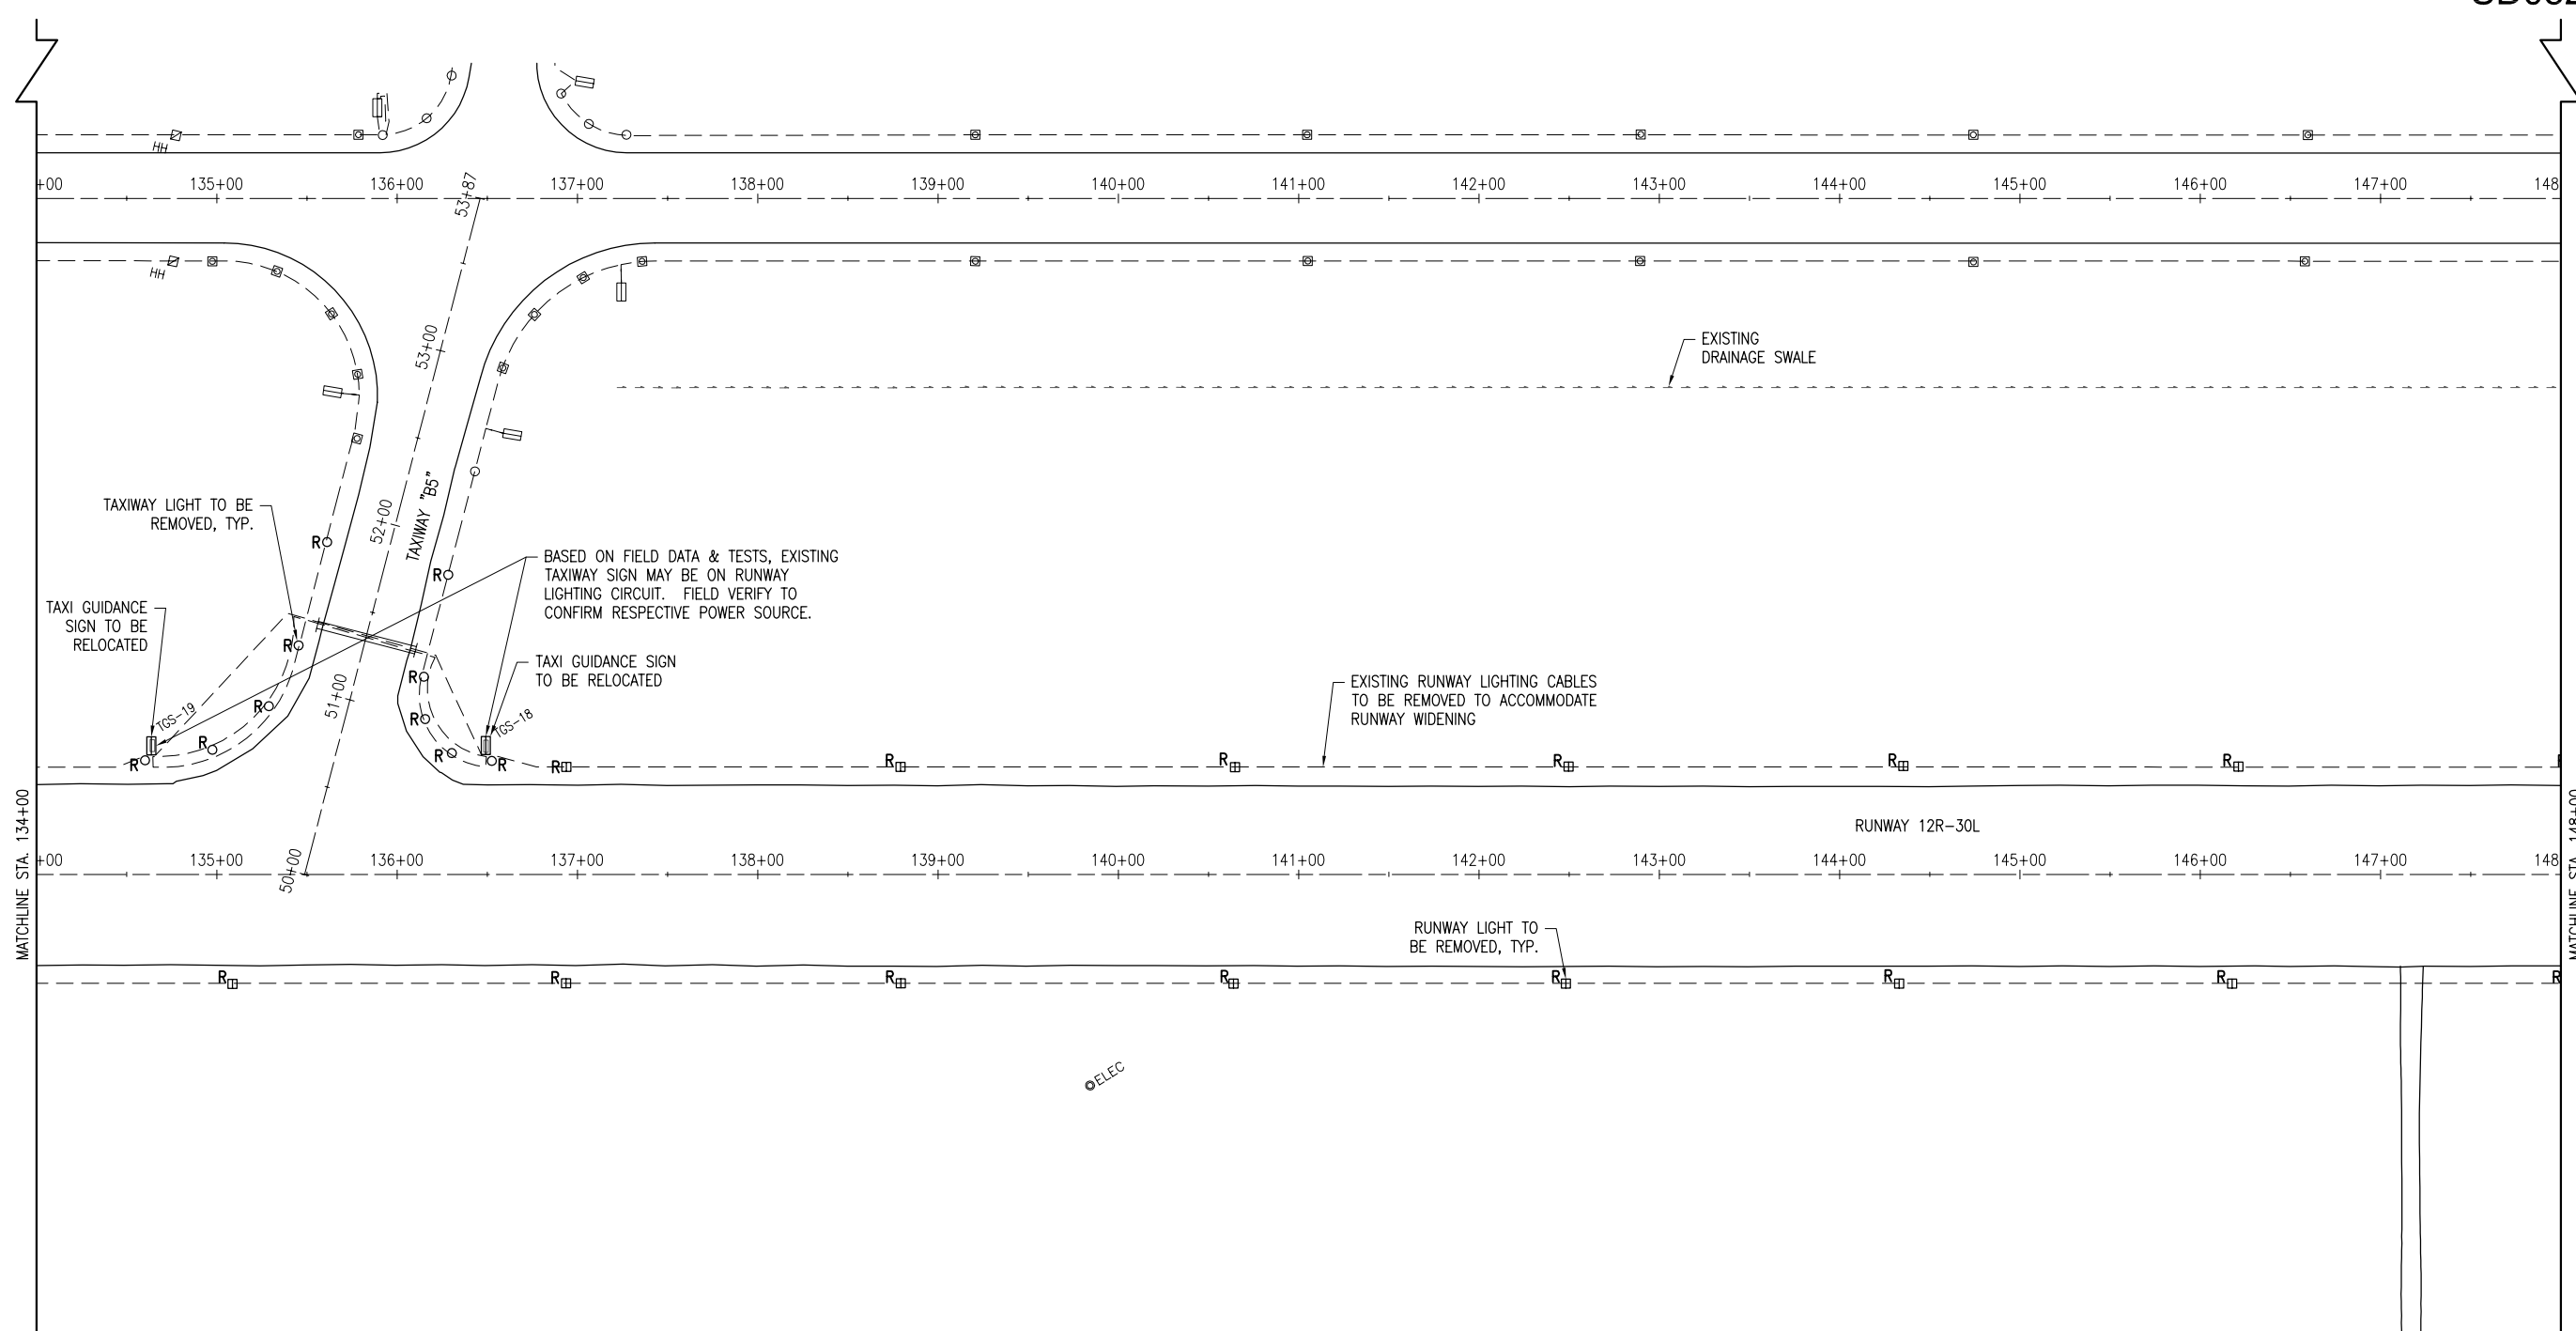 HH
+00
135+00
136+00
53+87
137+00
138+00
139+00
140+00
141+00
142+00
143+00
144+00
145+00
146+00
147+00
148
HH
53+00
EXISTING
DRAINAGE SWALE
TAXIWAY "B5"
52+00
TAXIWAY LIGHT TO BE
REMOVED, TYP.
R
R
BASED ON FIELD DATA & TESTS, EXISTING
TAXIWAY SIGN MAY BE ON RUNWAY
LIGHTING CIRCUIT. FIELD VERIFY TO
CONFIRM RESPECTIVE POWER SOURCE.
TAXI GUIDANCE
SIGN TO BE
RELOCATED
R
R
TAXI GUIDANCE SIGN
TO BE RELOCATED
EXISTING RUNWAY LIGHTING CABLES
TO BE REMOVED TO ACCOMMODATE
RUNWAY WIDENING
51+00
R
R
TGS-19
TGS-18
R
R
R
R
R
R
R
R
R
R
R
MATCHLINE STA. 134+00
RUNWAY 12R-30L
MATCHLINE STA. 148+00
+00
135+00
50+00
136+00
137+00
138+00
139+00
140+00
141+00
142+00
143+00
144+00
145+00
146+00
147+00
148
RUNWAY LIGHT TO
BE REMOVED, TYP.
R
R
R
R
R
R
R
R
ELEC